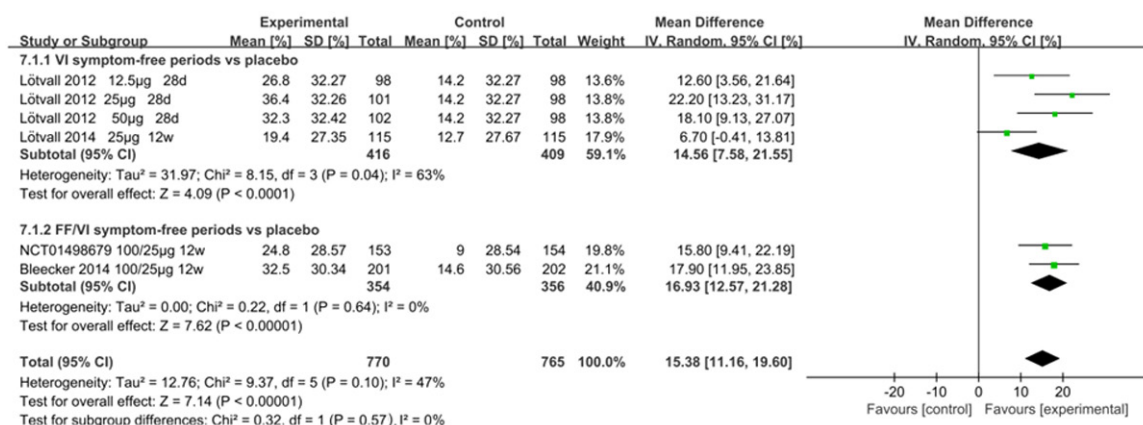 Experimental Control Mean Difference Mean Difference
Study or Subgroup Mean [%] SD [%] Total Mean [%] SD [%] Total Weight IV, Random, 95% CI [%] IV, Random, 95% CI [%]
7.1.1 VI symptom-free periods vs placebo
Lötvall 2012 12.5µg 28d 26.8 32.27 98 14.2 32.27 98 13.6% 12.60 [3.56, 21.64]
Lötvall 2012 25µg 28d 36.4 32.26 101 14.2 32.27 98 13.8% 22.20 [13.23, 31.17]
Lötvall 2012 50µg 28d 32.3 32.42 102 14.2 32.27 98 13.8% 18.10 [9.13, 27.07]
Lötvall 2014 25µg 12w 19.4 27.35 115 12.7 27.67 115 17.9% 6.70 [-0.41, 13.81]
Subtotal (95% CI) 416 409 59.1% 14.56 [7.58, 21.55]
Heterogeneity: Tau² = 31.97; Chi² = 8.15, df = 3 (P = 0.04); I² = 63%
Test for overall effect: Z = 4.09 (P < 0.0001)
7.1.2 FF/VI symptom-free periods vs placebo
NCT01498679 100/25µg 12w 24.8 28.57 153 9 28.54 154 19.8% 15.80 [9.41, 22.19]
Bleecker 2014 100/25µg 12w 32.5 30.34 201 14.6 30.56 202 21.1% 17.90 [11.95, 23.85]
Subtotal (95% CI) 354 356 40.9% 16.93 [12.57, 21.28]
Heterogeneity: Tau² = 0.00; Chi² = 0.22, df = 1 (P = 0.64); I² = 0%
Test for overall effect: Z = 7.62 (P < 0.00001)
Total (95% CI) 770 765 100.0% 15.38 [11.16, 19.60]
Heterogeneity: Tau² = 12.76; Chi² = 9.37, df = 5 (P = 0.10); I² = 47%
Test for overall effect: Z = 7.14 (P < 0.00001)
Test for subgroup differences: Chi² = 0.32, df = 1 (P = 0.57), I² = 0%
-20 -10 0 10 20
Favours [control] Favours [experimental]